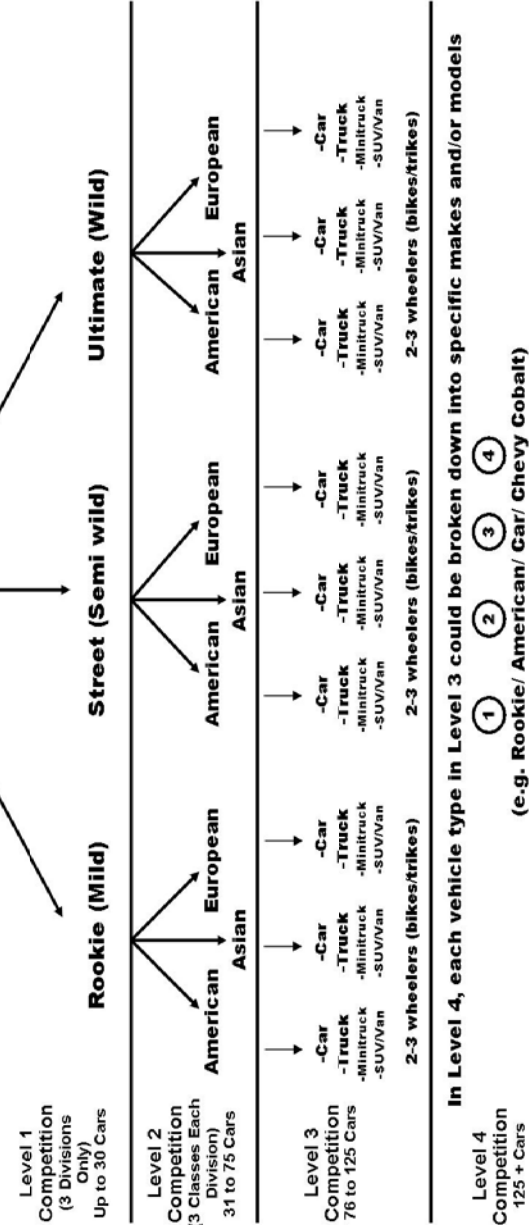 Level 1
Competition
(3 Divisions
Only)
Up to 30 Cars
Rookie (Mild)
Street (Semi wild)
Ultimate (Wild)
Level 2
Competition
(3 Classes Each
Division)
31 to 75 Cars
American
Asian
European
American
Asian
European
American
Asian
European
Level 3
Competition
76 to 125 Cars
-Car
-Truck
-Minitruck
-SUV/Van
-Car
-Truck
-Minitruck
-SUV/Van
-Car
-Truck
-Minitruck
-SUV/Van
2-3 wheelers (bikes/trikes)
-Car
-Truck
-Minitruck
-SUV/Van
-Car
-Truck
-Minitruck
-SUV/Van
-Car
-Truck
-Minitruck
-SUV/Van
2-3 wheelers (bikes/trikes)
-Car
-Truck
-Minitruck
-SUV/Van
-Car
-Truck
-Minitruck
-SUV/Van
-Car
-Truck
-Minitruck
-SUV/Van
2-3 wheelers (bikes/trikes)
Level 4
Competition
125 + Cars
In Level 4, each vehicle type in Level 3 could be broken down into specific makes and/or models
1 2 3 4
(e.g. Rookie/ American/ Car/ Chevy Cobalt)